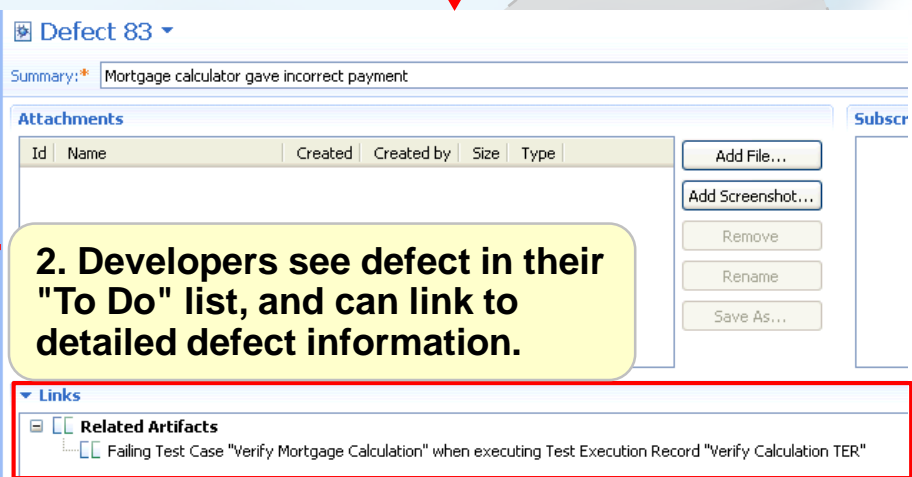 Defect 83
Summary:* Mortgage calculator gave incorrect payment
Attachments
Subscr
Id Name Created Created by Size Type
Add File...
Add Screenshot...
Remove
Rename
Save As...
2. Developers see defect in their
"To Do" list, and can link to
detailed defect information.
Links
Related Artifacts
Failing Test Case "Verify Mortgage Calculation" when executing Test Execution Record "Verify Calculation TER"